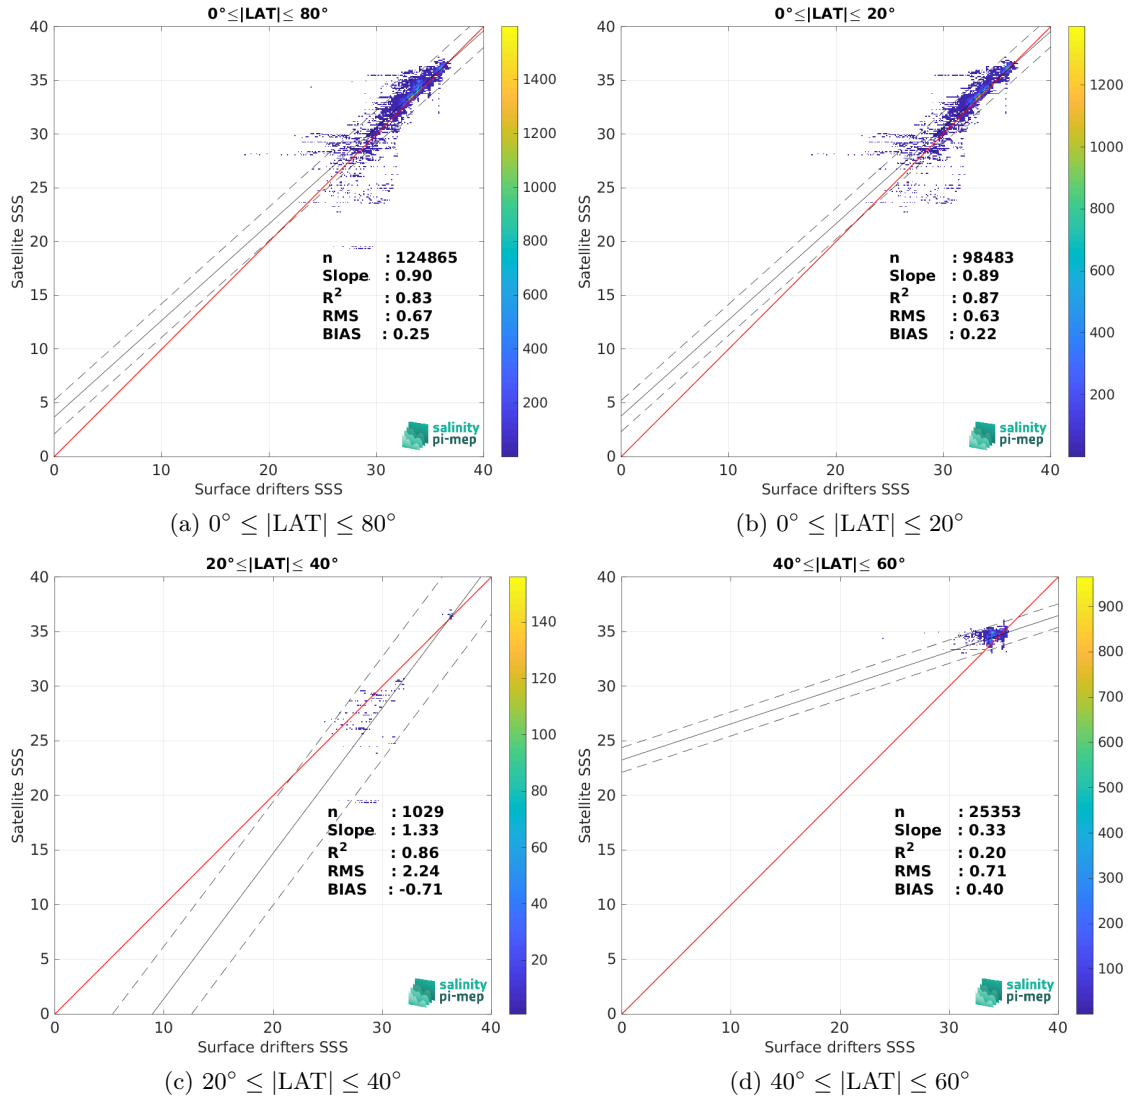 0°≤|LAT|≤ 80°
Satellite SSS
40
35
30
25
20
15
10
5
0
0
10
20
30
40
Surface drifters SSS
n : 124865
Slope : 0.90
R² : 0.83
RMS : 0.67
BIAS : 0.25
salinity
pi-mep
1400
1200
1000
800
600
400
200
(a) 0° ≤ |LAT| ≤ 80°
0°≤|LAT|≤ 20°
Satellite SSS
40
35
30
25
20
15
10
5
0
0
10
20
30
40
Surface drifters SSS
n : 98483
Slope : 0.89
R² : 0.87
RMS : 0.63
BIAS : 0.22
salinity
pi-mep
1200
1000
800
600
400
200
(b) 0° ≤ |LAT| ≤ 20°
20°≤|LAT|≤ 40°
Satellite SSS
40
35
30
25
20
15
10
5
0
0
10
20
30
40
Surface drifters SSS
n : 1029
Slope : 1.33
R² : 0.86
RMS : 2.24
BIAS : -0.71
salinity
pi-mep
140
120
100
80
60
40
20
(c) 20° ≤ |LAT| ≤ 40°
40°≤|LAT|≤ 60°
Satellite SSS
40
35
30
25
20
15
10
5
0
0
10
20
30
40
Surface drifters SSS
n : 25353
Slope : 0.33
R² : 0.20
RMS : 0.71
BIAS : 0.40
salinity
pi-mep
900
800
700
600
500
400
300
200
100
(d) 40° ≤ |LAT| ≤ 60°